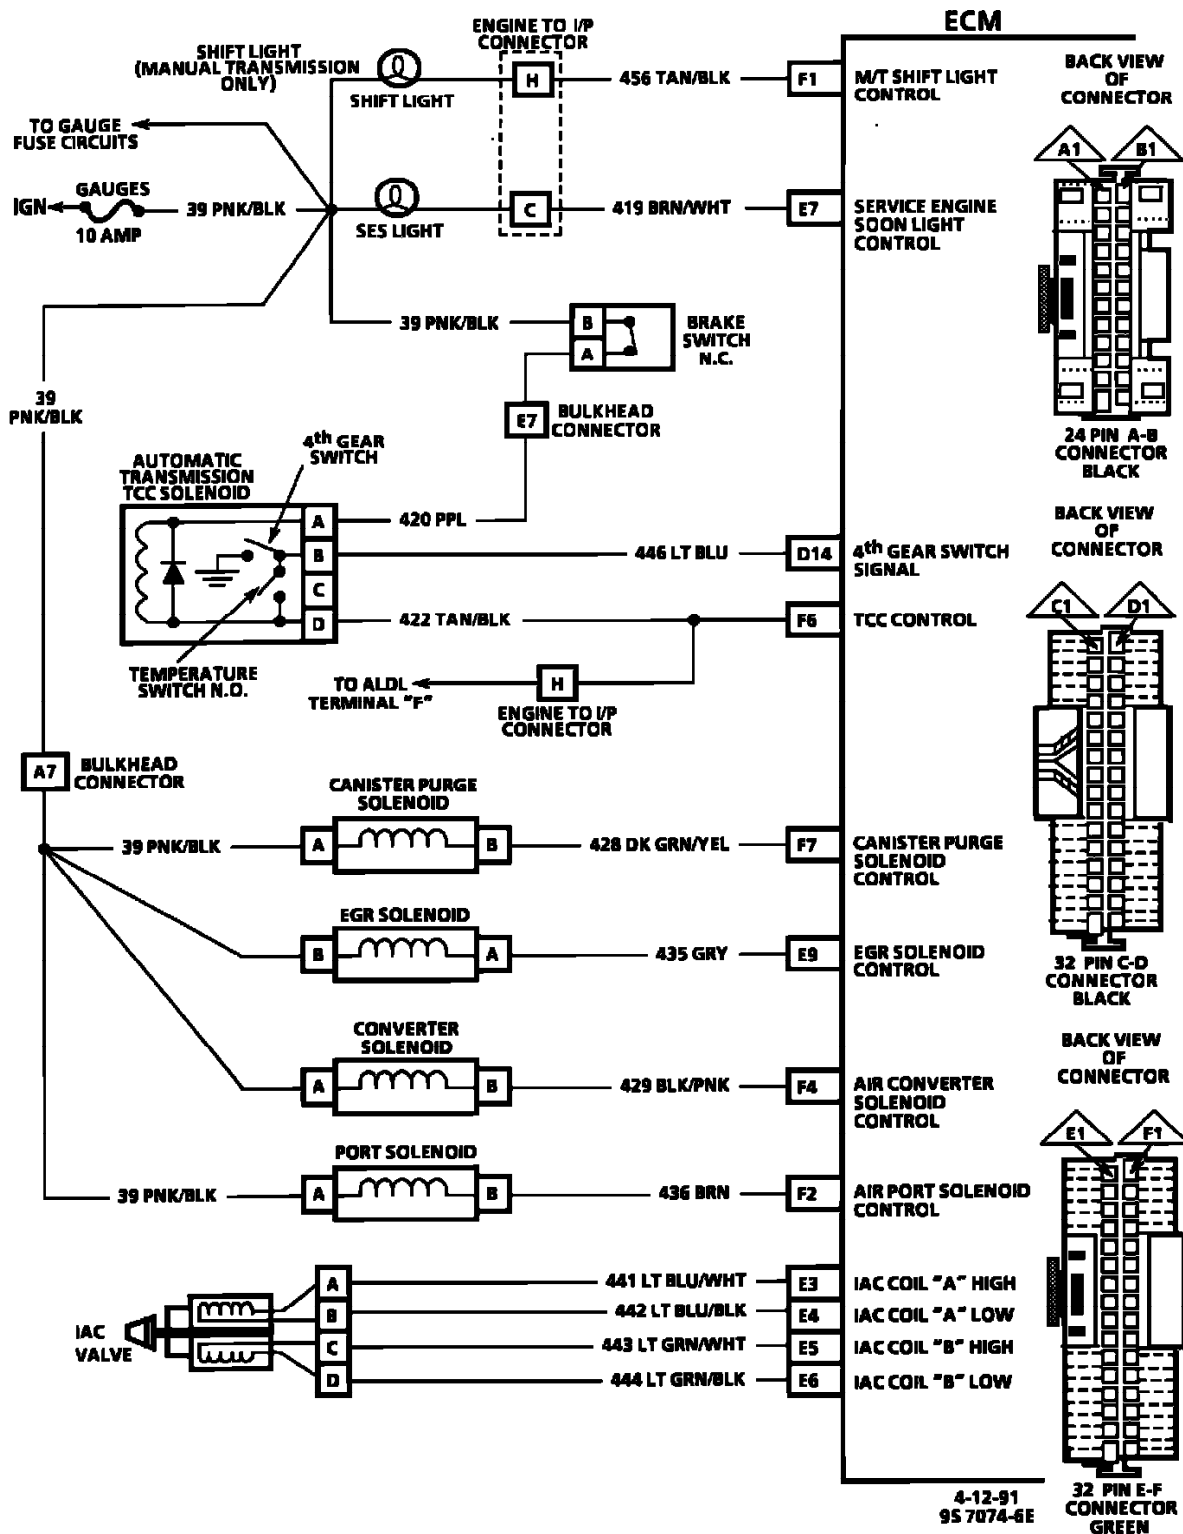 ECM
ENGINE TO I/P
CONNECTOR
SHIFT LIGHT
(MANUAL TRANSMISSION
ONLY)
SHIFT LIGHT
H
456 TAN/BLK
F1
M/T SHIFT LIGHT
CONTROL
BACK VIEW
OF
CONNECTOR
TO GAUGE
FUSE CIRCUITS
A1
B1
IGN
GAUGES
10 AMP
39 PNK/BLK
SES LIGHT
C
419 BRN/WHT
E7
SERVICE ENGINE
SOON LIGHT
CONTROL
39 PNK/BLK
B
A
BRAKE
SWITCH
N.C.
39
PNK/BLK
E7
BULKHEAD
CONNECTOR
24 PIN A-B
CONNECTOR
BLACK
4th GEAR
SWITCH
AUTOMATIC
TRANSMISSION
TCC SOLENOID
A
420 PPL
B
446 LT BLU
D14
4th GEAR SWITCH
SIGNAL
C
D
422 TAN/BLK
F6
TCC CONTROL
BACK VIEW
OF
CONNECTOR
C1
D1
TEMPERATURE
SWITCH N.O.
TO ALDL
TERMINAL "F"
H
ENGINE TO I/P
CONNECTOR
A7
BULKHEAD
CONNECTOR
CANISTER PURGE
SOLENOID
39 PNK/BLK
A
B
428 DK GRN/YEL
F7
CANISTER PURGE
SOLENOID
CONTROL
EGR SOLENOID
B
A
435 GRY
E9
EGR SOLENOID
CONTROL
32 PIN C-D
CONNECTOR
BLACK
CONVERTER
SOLENOID
A
B
429 BLK/PNK
F4
AIR CONVERTER
SOLENOID
CONTROL
BACK VIEW
OF
CONNECTOR
E1
F1
PORT SOLENOID
39 PNK/BLK
A
B
436 BRN
F2
AIR PORT SOLENOID
CONTROL
IAC
VALVE
A
441 LT BLU/WHT
E3
IAC COIL "A" HIGH
B
442 LT BLU/BLK
E4
IAC COIL "A" LOW
C
443 LT GRN/WHT
E5
IAC COIL "B" HIGH
D
444 LT GRN/BLK
E6
IAC COIL "B" LOW
4-12-91
9S 7074-6E
32 PIN E-F
CONNECTOR
GREEN